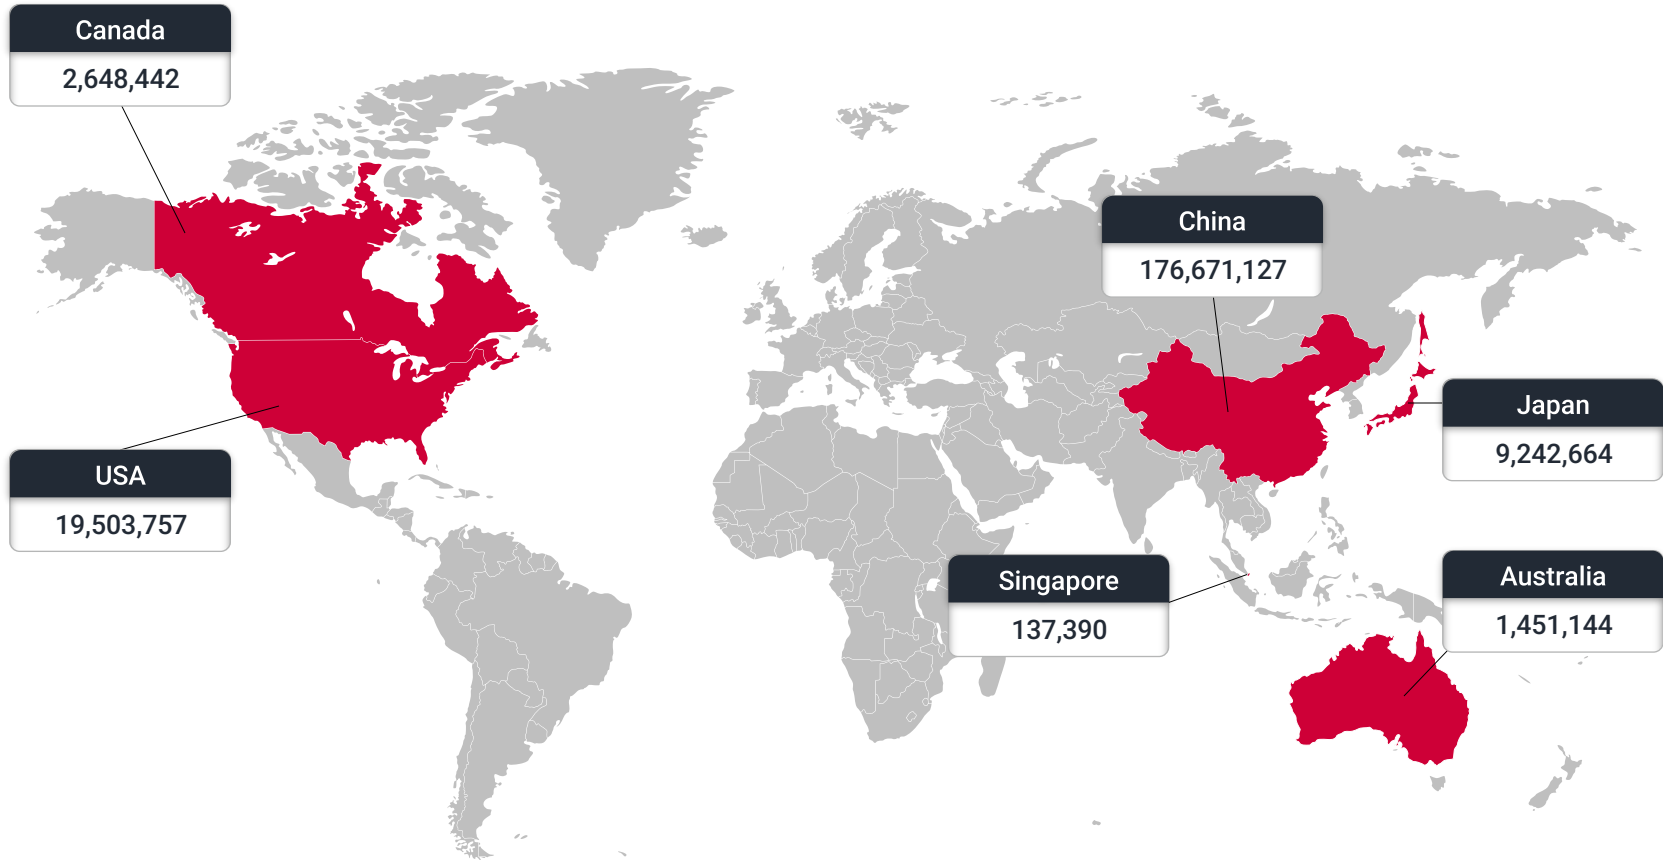 Canada
2,648,442
China
176,671,127
Japan
9,242,664
USA
19,503,757
Singapore
137,390
Australia
1,451,144